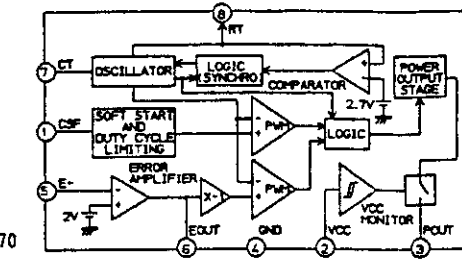 8
RT
7
CT
OSCILLATOR
LOGIC
SYNCHRO
COMPARATOR
POWER
OUTPUT
STAGE
2.7V
1
CSF
SOFT START
AND
DUTY CYCLE
LIMITING
PWM
LOGIC
ERROR
AMPLIFIER
5
E-
2V
X-1
PWM
VCC
MONITOR
70
EOUT
GND
VCC
POUT
6
4
2
3